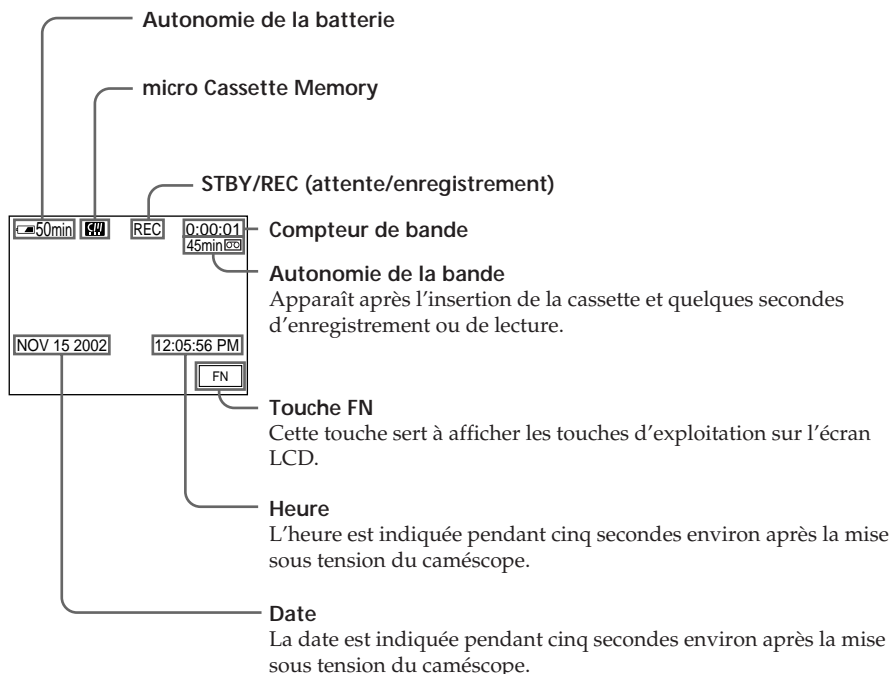 Autonomie de la batterie
micro Cassette Memory
STBY/REC (attente/enregistrement)
50min REC 0:00:01
Compteur de bande
45min
Autonomie de la bande
Apparaît après l'insertion de la cassette et quelques secondes
d'enregistrement ou de lecture.
NOV 15 2002 12:05:56 PM
FN
Touche FN
Cette touche sert à afficher les touches d'exploitation sur l'écran
LCD.
Heure
L'heure est indiquée pendant cinq secondes environ après la mise
sous tension du caméscope.
Date
La date est indiquée pendant cinq secondes environ après la mise
sous tension du caméscope.